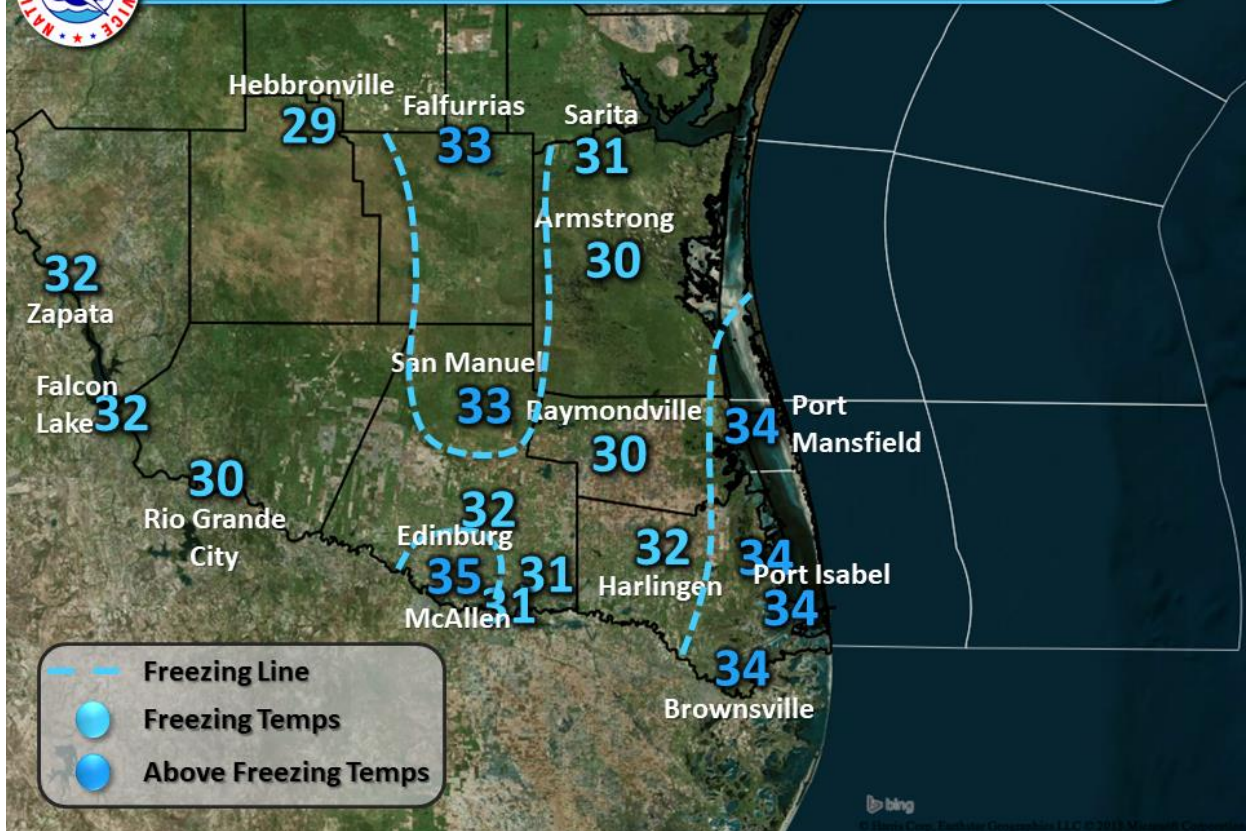 NATI
VICE
Hebbronville
29
Falfurrias
33
Sarita
31
Armstrong
30
32
Zapata
San Manuel
33
Falcon
Lake
32
Raymondville
30
34
Port
Mansfield
30
Rio Grande
City
32
Edinburg
35
31
31
McAllen
32
Harlingen
34
Port Isabel
34
34
Brownsville
Freezing Line
Freezing Temps
Above Freezing Temps
bing